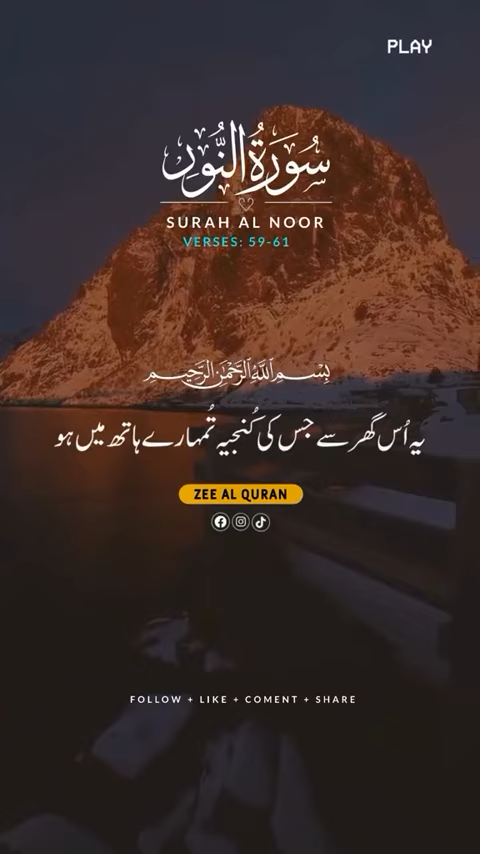 PLAY
سُورَةُ النُّورِ
SURAH AL NOOR
VERSES: 59-61
بِسْمِ اللَّهِ الرَّحْمَٰنِ الرَّحِيمِ
یہ اُس گھر سے جس کی کُنجیہ تُمہارے ہاتھ میں ہو
ZEE AL QURAN
FOLLOW + LIKE + COMENT + SHARE